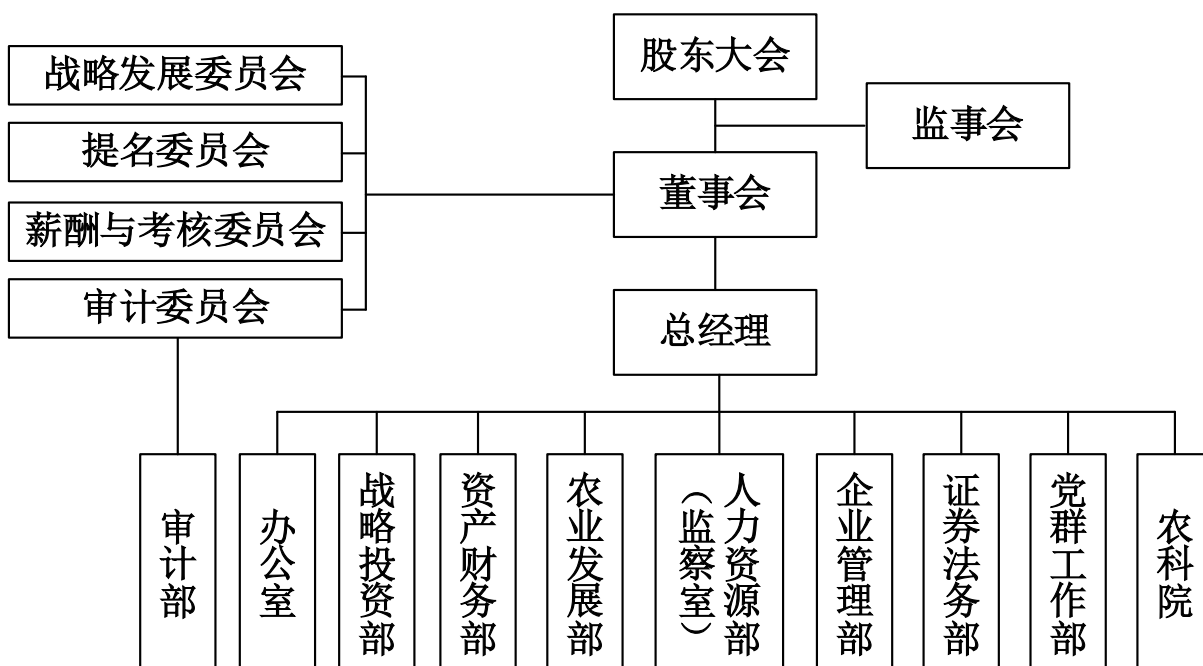 股东大会
战略发展委员会
监事会
提名委员会
董事会
薪酬与考核委员会
审计委员会
总经理
审计部
办公室
战略投资部
资产财务部
农业发展部
人力资源部
（监察室）
企业管理部
证券法务部
党群工作部
农科院